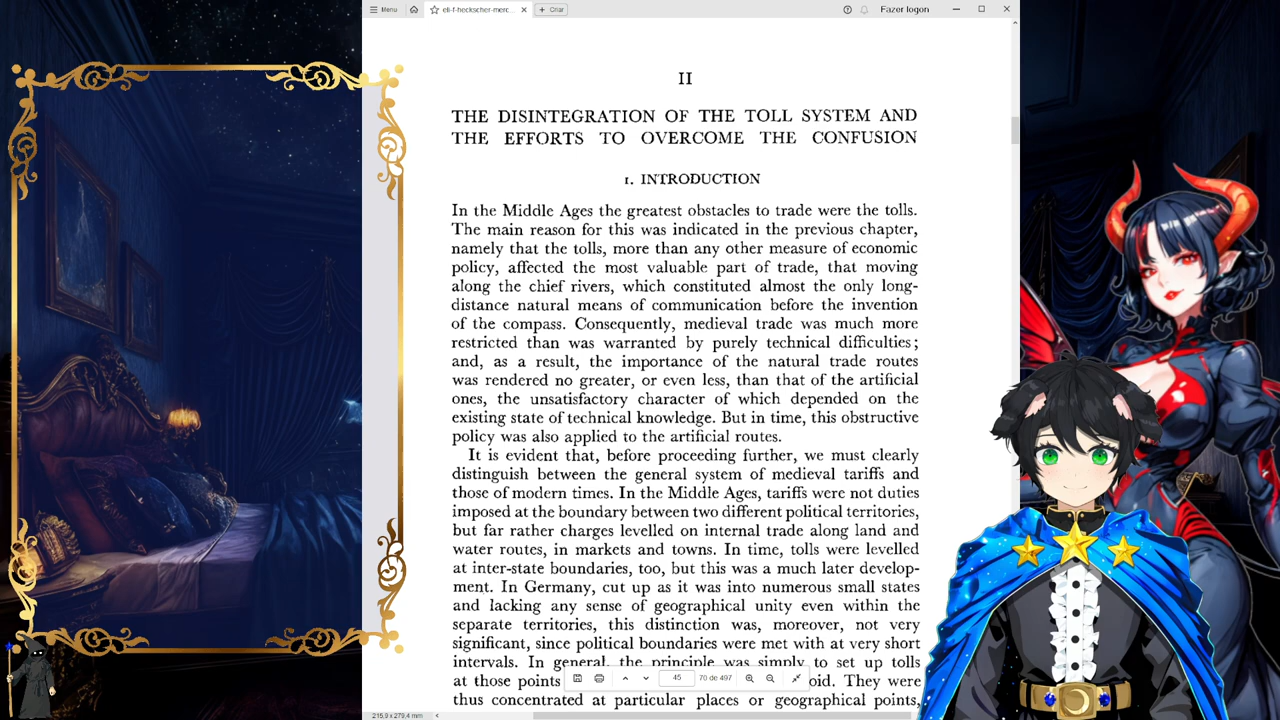 Menu
eli-f-heckscher-merc...
Criar
Fazer logon
II
THE DISINTEGRATION OF THE TOLL SYSTEM AND
THE EFFORTS TO OVERCOME THE CONFUSION
1. INTRODUCTION
In the Middle Ages the greatest obstacles to trade were the tolls.
The main reason for this was indicated in the previous chapter,
namely that the tolls, more than any other measure of economic
policy, affected the most valuable part of trade, that moving
along the chief rivers, which constituted almost the only long-
distance natural means of communication before the invention
of the compass. Consequently, medieval trade was much more
restricted than was warranted by purely technical difficulties;
and, as a result, the importance of the natural trade routes
was rendered no greater, or even less, than that of the artificial
ones, the unsatisfactory character of which depended on the
existing state of technical knowledge. But in time, this obstructive
policy was also applied to the artificial routes.
It is evident that, before proceeding further, we must clearly
distinguish between the general system of medieval tariffs and
those of modern times. In the Middle Ages, tariffs were not duties
imposed at the boundary between two different political territories,
but far rather charges levelled on internal trade along land and
water routes, in markets and towns. In time, tolls were levelled
at inter-state boundaries, too, but this was a much later develop-
ment. In Germany, cut up as it was into numerous small states
and lacking any sense of geographical unity even within the
separate territories, this distinction was, moreover, not very
significant, since political boundaries were met with at very short
intervals. In general, the principle was simply to set up tolls
at those points oid. They were
thus concentrated at particular places or geographical points,
45
70 de 497
215,9 x 279,4 mm